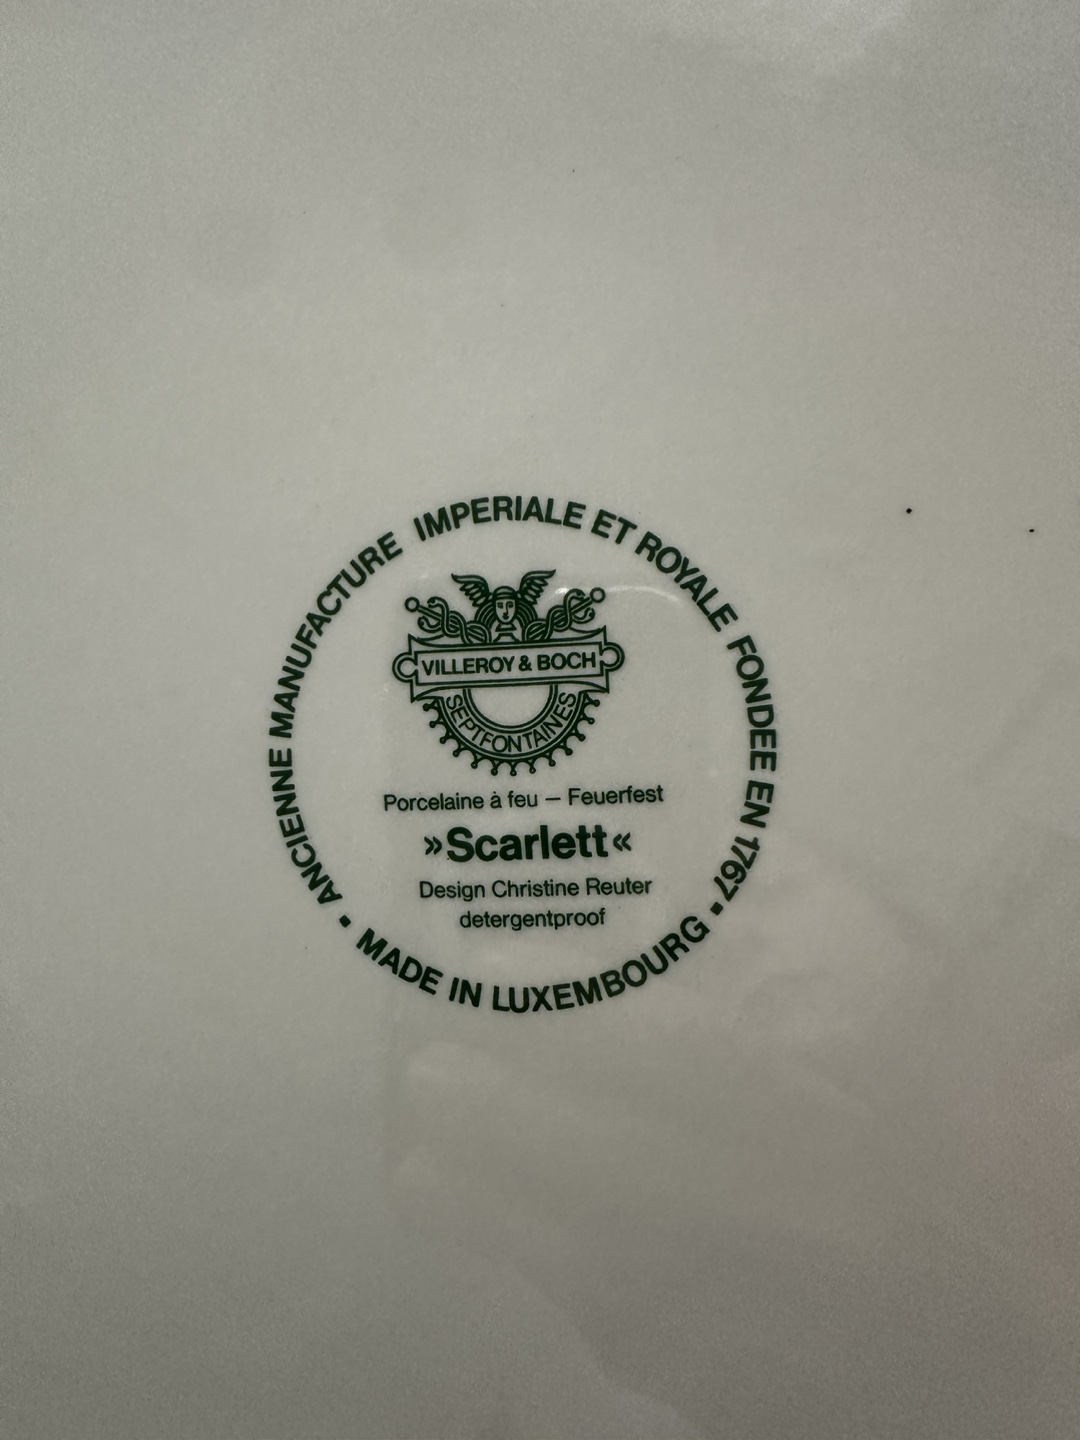 ANCIENNE MANUFACTURE IMPERIALE ET ROYALE FONDEE EN 1767 •
VILLEROY & BOCH
SEPTFONTAINES
Porcelaine à feu – Feuerfest
»Scarlett«
Design Christine Reuter
detergentproof
• MADE IN LUXEMBOURG